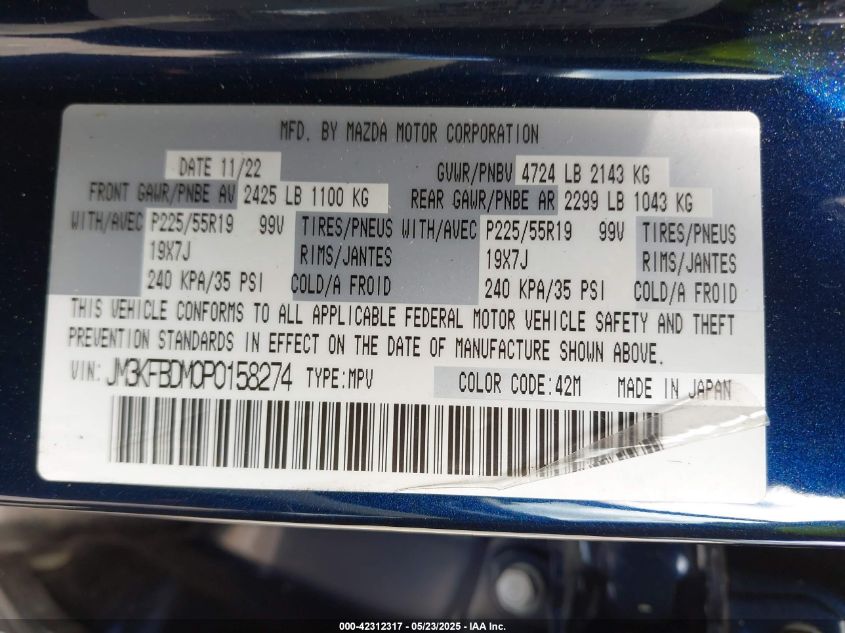 MFD. BY MAZDA MOTOR CORPORATION
DATE 11/22 GVWR/PNBV 4724 LB 2143 KG
FRONT GAWR/PNBE AV 2425 LB 1100 KG REAR GAWR/PNBE AR 2299 LB 1043 KG
WITH/AVEC P225/55R19 99V TIRES/PNEUS WITH/AVEC P225/55R19 99V TIRES/PNEUS
19X7J RIMS/JANTES 19X7J RIMS/JANTES
240 KPA/35 PSI COLD/A FROID 240 KPA/35 PSI COLD/A FROID
THIS VEHICLE CONFORMS TO ALL APPLICABLE FEDERAL MOTOR VEHICLE SAFETY AND THEFT
PREVENTION STANDARDS IN EFFECT ON THE DATE OF MANUFACTURE SHOWN ABOVE.
VIN: JM3KFBDM0P0158274 TYPE:MPV COLOR CODE:42M MADE IN JAPAN
000-42312317 - 05/23/2025 - IAA Inc.